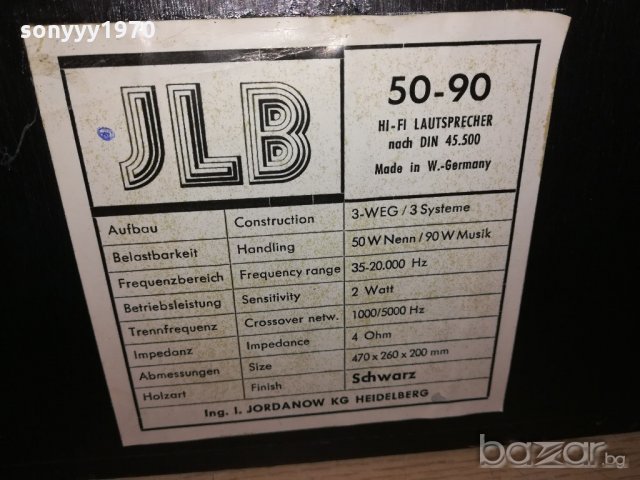 sonyyy1970
JLB
50-90
HI-FI LAUTSPRECHER
nach DIN 45.500
Made in W.-Germany
Aufbau Construction 3-WEG / 3 Systeme
Belastbarkeit Handling 50 W Nenn / 90 W Musik
Frequenzbereich Frequency range 35-20.000 Hz
Betriebsleistung Sensitivity 2 Watt
Trennfrequenz Crossover netw. 1000/5000 Hz
Impedanz Impedance 4 Ohm
Abmessungen Size 470 x 260 x 200 mm
Holzart Finish Schwarz
Ing. I. JORDANOW KG HEIDELBERG
bazar.bg